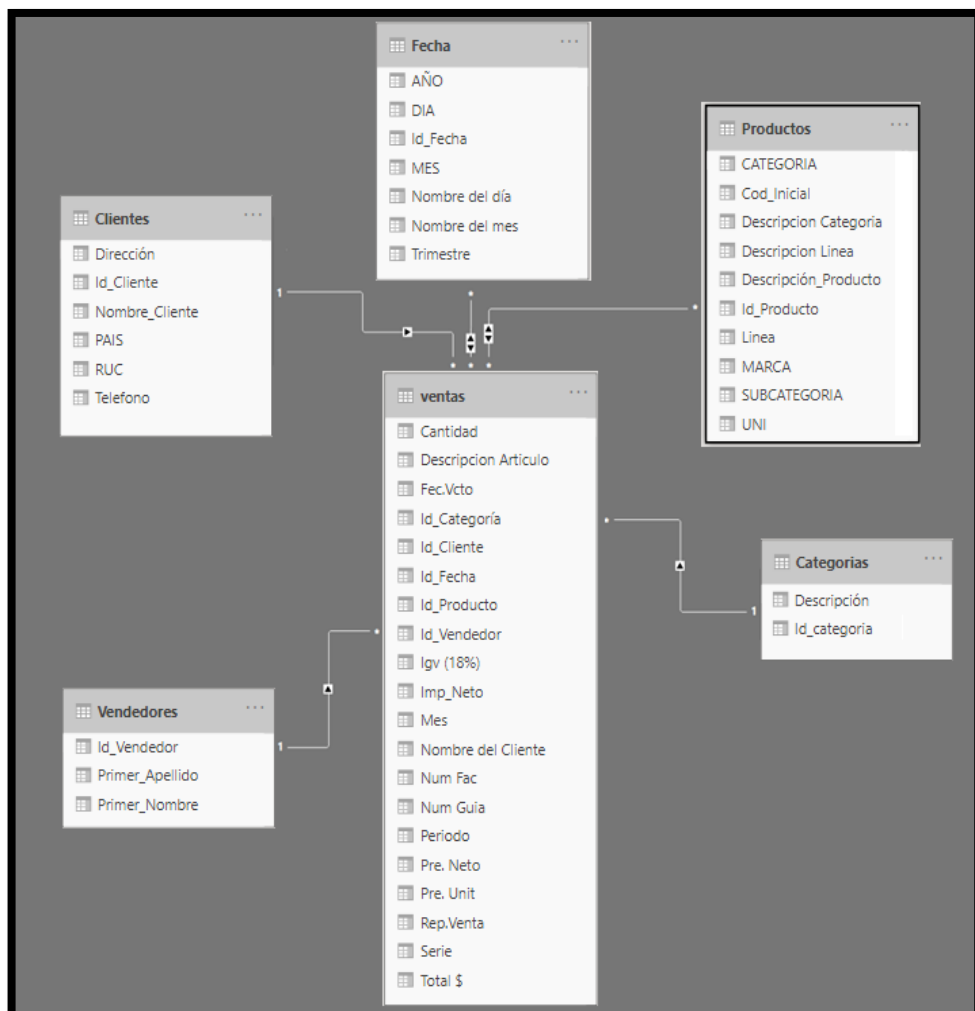 Fecha
AÑO
DIA
Id_Fecha
MES
Nombre del día
Nombre del mes
Trimestre
Productos
CATEGORIA
Cod_Inicial
Descripcion Categoria
Descripcion Linea
Descripción_Producto
Id_Producto
Linea
MARCA
SUBCATEGORIA
UNI
Clientes
Dirección
Id_Cliente
Nombre_Cliente
PAIS
RUC
Telefono
1
ventas
Cantidad
Descripcion Articulo
Fec.Vcto
Id_Categoría
Id_Cliente
Id_Fecha
Id_Producto
Id_Vendedor
Igv (18%)
Imp_Neto
Mes
Nombre del Cliente
Num Fac
Num Guia
Periodo
Pre. Neto
Pre. Unit
Rep.Venta
Serie
Total $
Categorias
Descripción
Id_categoria
1
Vendedores
Id_Vendedor
Primer_Apellido
Primer_Nombre
1